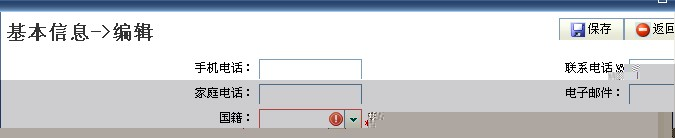 基本信息->编辑
保存 返回
手机电话： 联系电话：
家庭电话： 电子邮件：
国籍： *